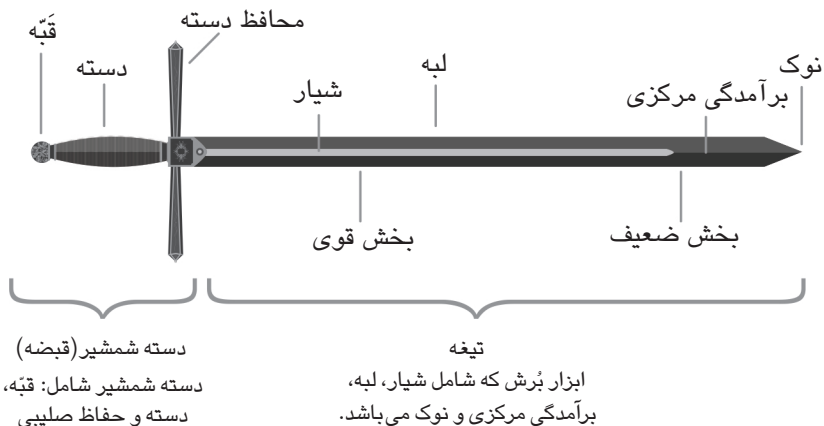 قَبّه
محافظ دسته
دسته
شیار
لبه
نوک
برآمدگی مرکزی
بخش قوی
بخش ضعیف
دسته شمشیر(قبضه)
دسته شمشیر شامل: قبّه،
دسته و حفاظ صلیبی
تیغه
ابزار بُرش که شامل شیار، لبه،
برآمدگی مرکزی و نوک می‌باشد.